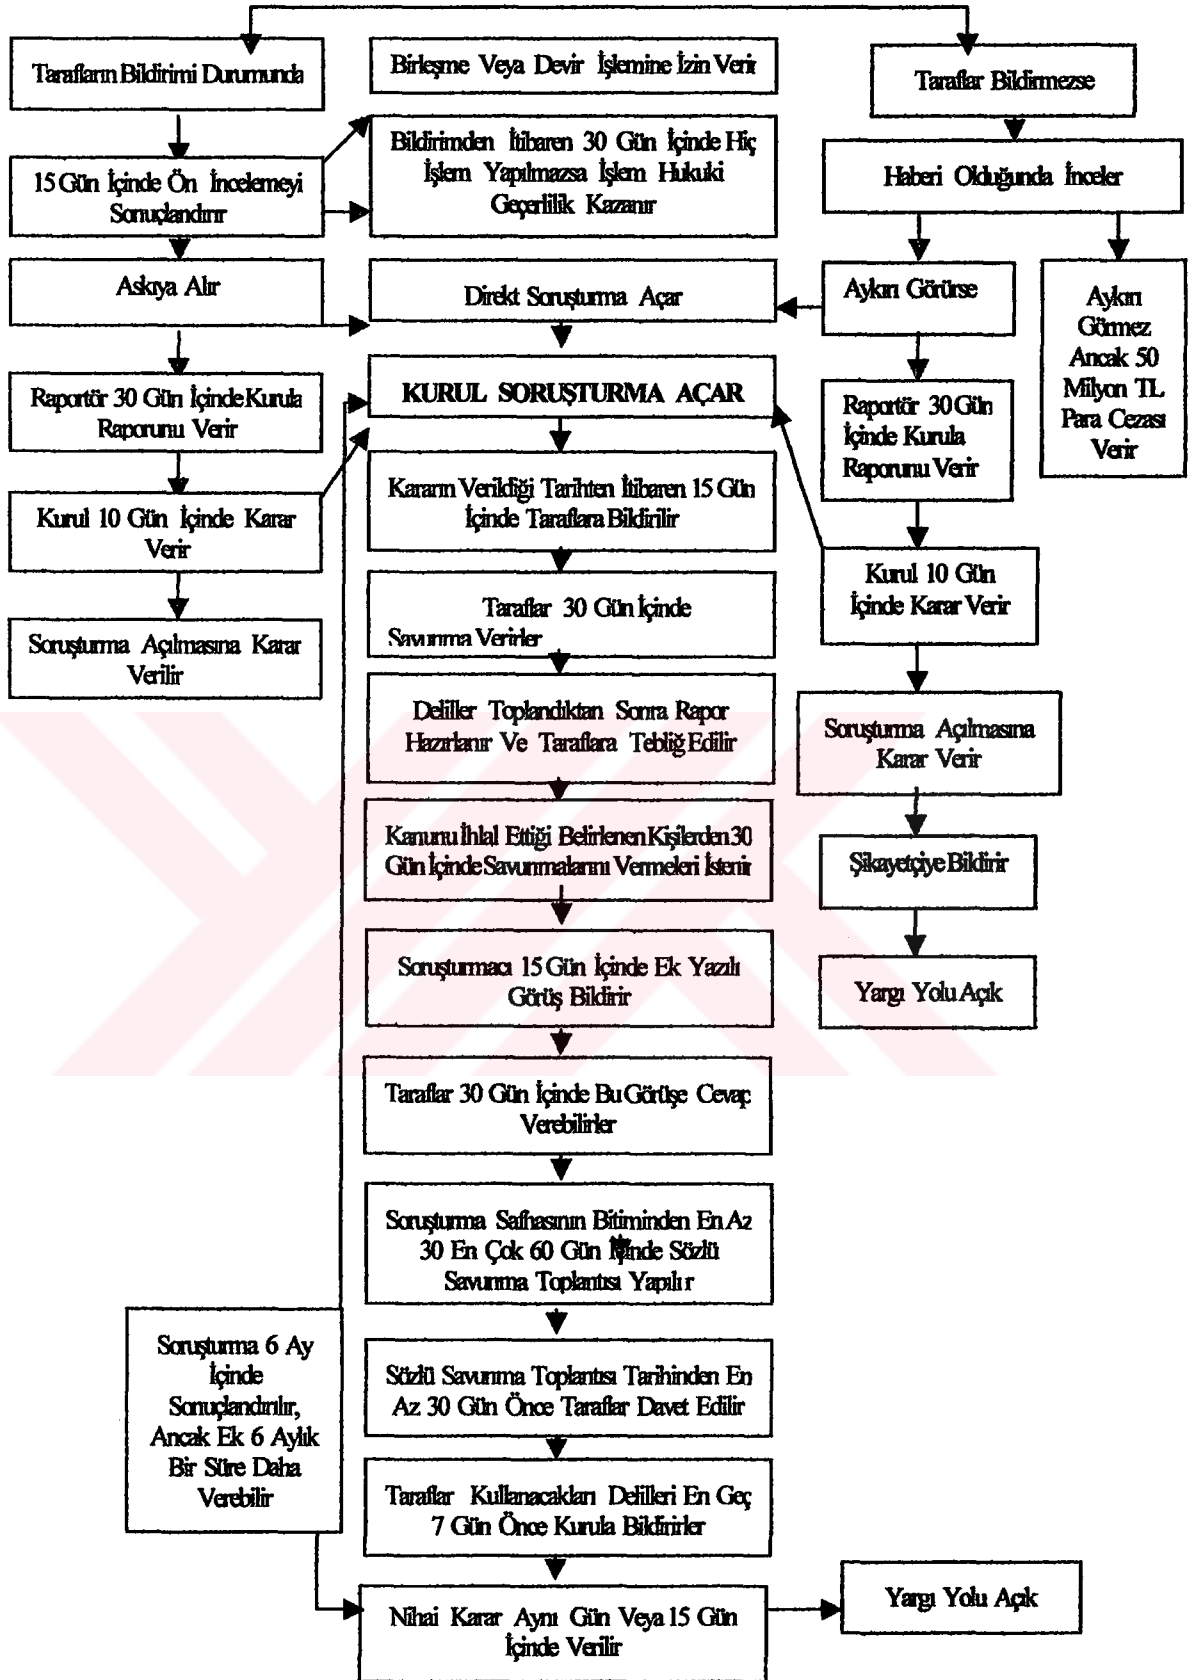 Tarafların Bildirimi Durumunda
Birleşme Veya Devir İşlemine İzin Verir
Taraflar Bildirmezse
15 Gün İçinde Ön İncelemeyi
Sonuçlandırır
Bildirimden İtibaren 30 Gün İçinde Hiç
İşlem Yapılmazsa İşlem Hukuki
Geçerlilik Kazanır
Haberi Olduğunda İnceler
Askıya Alır
Direkt Soruşturma Açar
Aykırı Görürse
Aykırı
Görmez
Ancak 50
Milyon TL
Para Cezası
Verir
Raportör 30 Gün İçinde Kurula
Raporunu Verir
KURUL SORUŞTURMA AÇAR
Raportör 30 Gün
İçinde Kurula
Raporunu Verir
Kurul 10 Gün İçinde Karar
Verir
Kararın Verildiği Tarihten İtibaren 15 Gün
İçinde Taraflara Bildirilir
Kurul 10 Gün
İçinde Karar Verir
Soruşturma Açılmasına Karar
Verilir
Taraflar 30 Gün İçinde
Savunma Verirler
Deliller Toplandıktan Sonra Rapor
Hazırlanır Ve Taraflara Tebliğ Edilir
Soruşturma Açılmasına
Karar Verir
Kanunu İhlal Ettiği Belirlenen Kişilerden 30
Gün İçinde Savunmalarını Vermeleri İstenir
Şikayetçiye Bildirir
Soruşturmacı 15 Gün İçinde Ek Yazılı
Görüş Bildirir
Yargı Yolu Açık
Taraflar 30 Gün İçinde Bu Görüşe Cevap
Verebilirler
Soruşturma Safhasının Bitiminden En Az
30 En Çok 60 Gün İçinde Sözlü
Savunma Toplantısı Yapılır
Soruşturma 6 Ay
İçinde
Sonuçlandırılır,
Ancak Ek 6 Aylık
Bir Süre Daha
Verebilir
Sözlü Savunma Toplantısı Tarihinden En
Az 30 Gün Önce Taraflar Davet Edilir
Taraflar Kullanacakları Delilleri En Geç
7 Gün Önce Kurula Bildirirler
Nihai Karar Aynı Gün Veya 15 Gün
İçinde Verilir
Yargı Yolu Açık